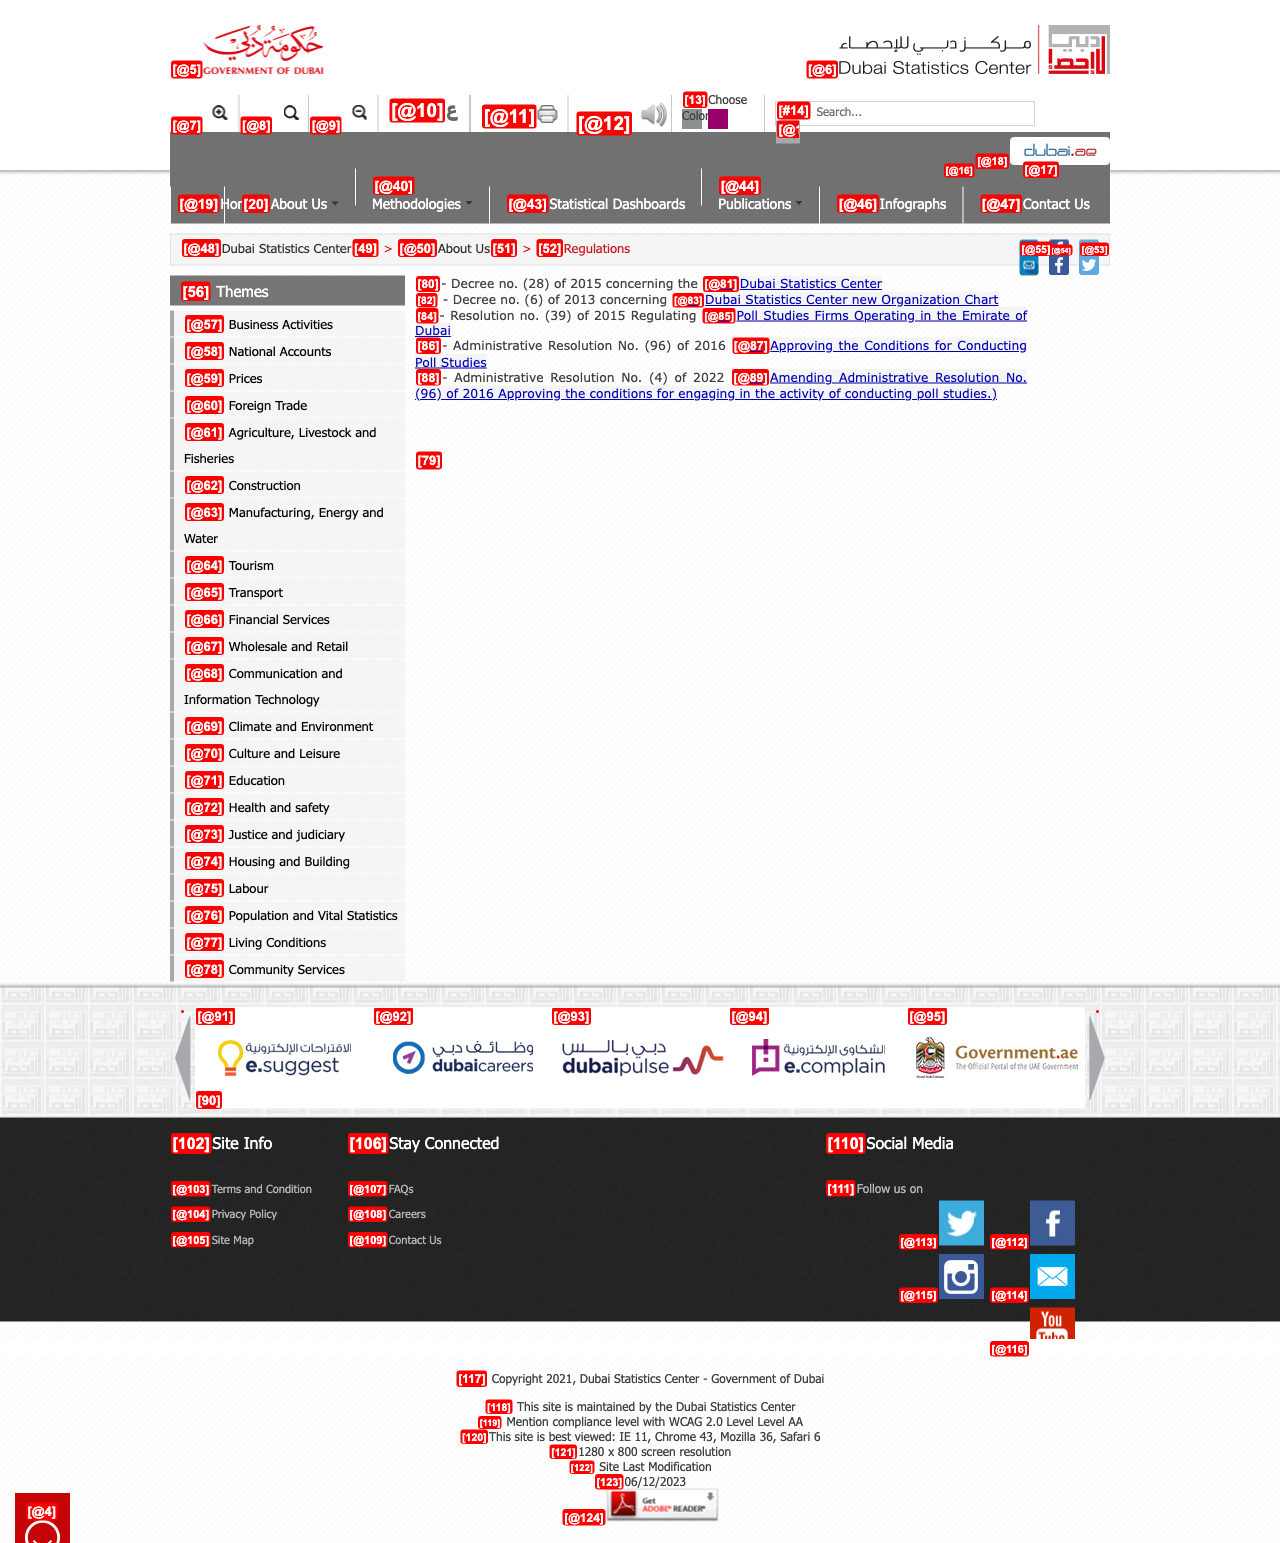 حكومة دبي
[@5] GOVERNMENT OF DUBAI
مركز دبي للإحصاء
[@6] Dubai Statistics Center
[@7] [@8] [@9] [@10] ع [@11] [@12] [13] Choose Color [#14] Search...
dubai.ae
[@16] [@18] [@17]
[@19] [20] About Us [@40] Methodologies [@43] Statistical Dashboards [@44] Publications [@46] Infographs [@47] Contact Us
[@48] Dubai Statistics Center [49] > [@50] About Us [51] > [52] Regulations [@55] [@54] [@53]
[56] Themes
[@57] Business Activities
[@58] National Accounts
[@59] Prices
[@60] Foreign Trade
[@61] Agriculture, Livestock and
Fisheries
[@62] Construction
[@63] Manufacturing, Energy and
Water
[@64] Tourism
[@65] Transport
[@66] Financial Services
[@67] Wholesale and Retail
[@68] Communication and
Information Technology
[@69] Climate and Environment
[@70] Culture and Leisure
[@71] Education
[@72] Health and safety
[@73] Justice and judiciary
[@74] Housing and Building
[@75] Labour
[@76] Population and Vital Statistics
[@77] Living Conditions
[@78] Community Services
[80] - Decree no. (28) of 2015 concerning the [@81] Dubai Statistics Center
[82] - Decree no. (6) of 2013 concerning [@83] Dubai Statistics Center new Organization Chart
[84] - Resolution no. (39) of 2015 Regulating [@85] Poll Studies Firms Operating in the Emirate of
Dubai
[86] - Administrative Resolution No. (96) of 2016 [@87] Approving the Conditions for Conducting
Poll Studies
[88] - Administrative Resolution No. (4) of 2022 [@89] Amending Administrative Resolution No.
(96) of 2016 Approving the conditions for engaging in the activity of conducting poll studies.)
[79]
[@91] [@92] [@93] [@94] [@95]
الاقتراحات الإلكترونية
e.suggest
وظائف دبي
dubaicareers
دبي بالس
dubaipulse
الشكاوى الإلكترونية
e.complain
Government.ae
The Official Portal of the UAE Government
[90]
[102] Site Info
[@103] Terms and Condition
[@104] Privacy Policy
[@105] Site Map
[106] Stay Connected
[@107] FAQs
[@108] Careers
[@109] Contact Us
[110] Social Media
[111] Follow us on
[@113] [@112]
[@115] [@114]
You
[@116]
[117] Copyright 2021, Dubai Statistics Center - Government of Dubai
[118] This site is maintained by the Dubai Statistics Center
[119] Mention compliance level with WCAG 2.0 Level Level AA
[120] This site is best viewed: IE 11, Chrome 43, Mozilla 36, Safari 6
[121] 1280 x 800 screen resolution
[122] Site Last Modification
[123] 06/12/2023
[@124] Get
ADOBE® READER®
[@4]